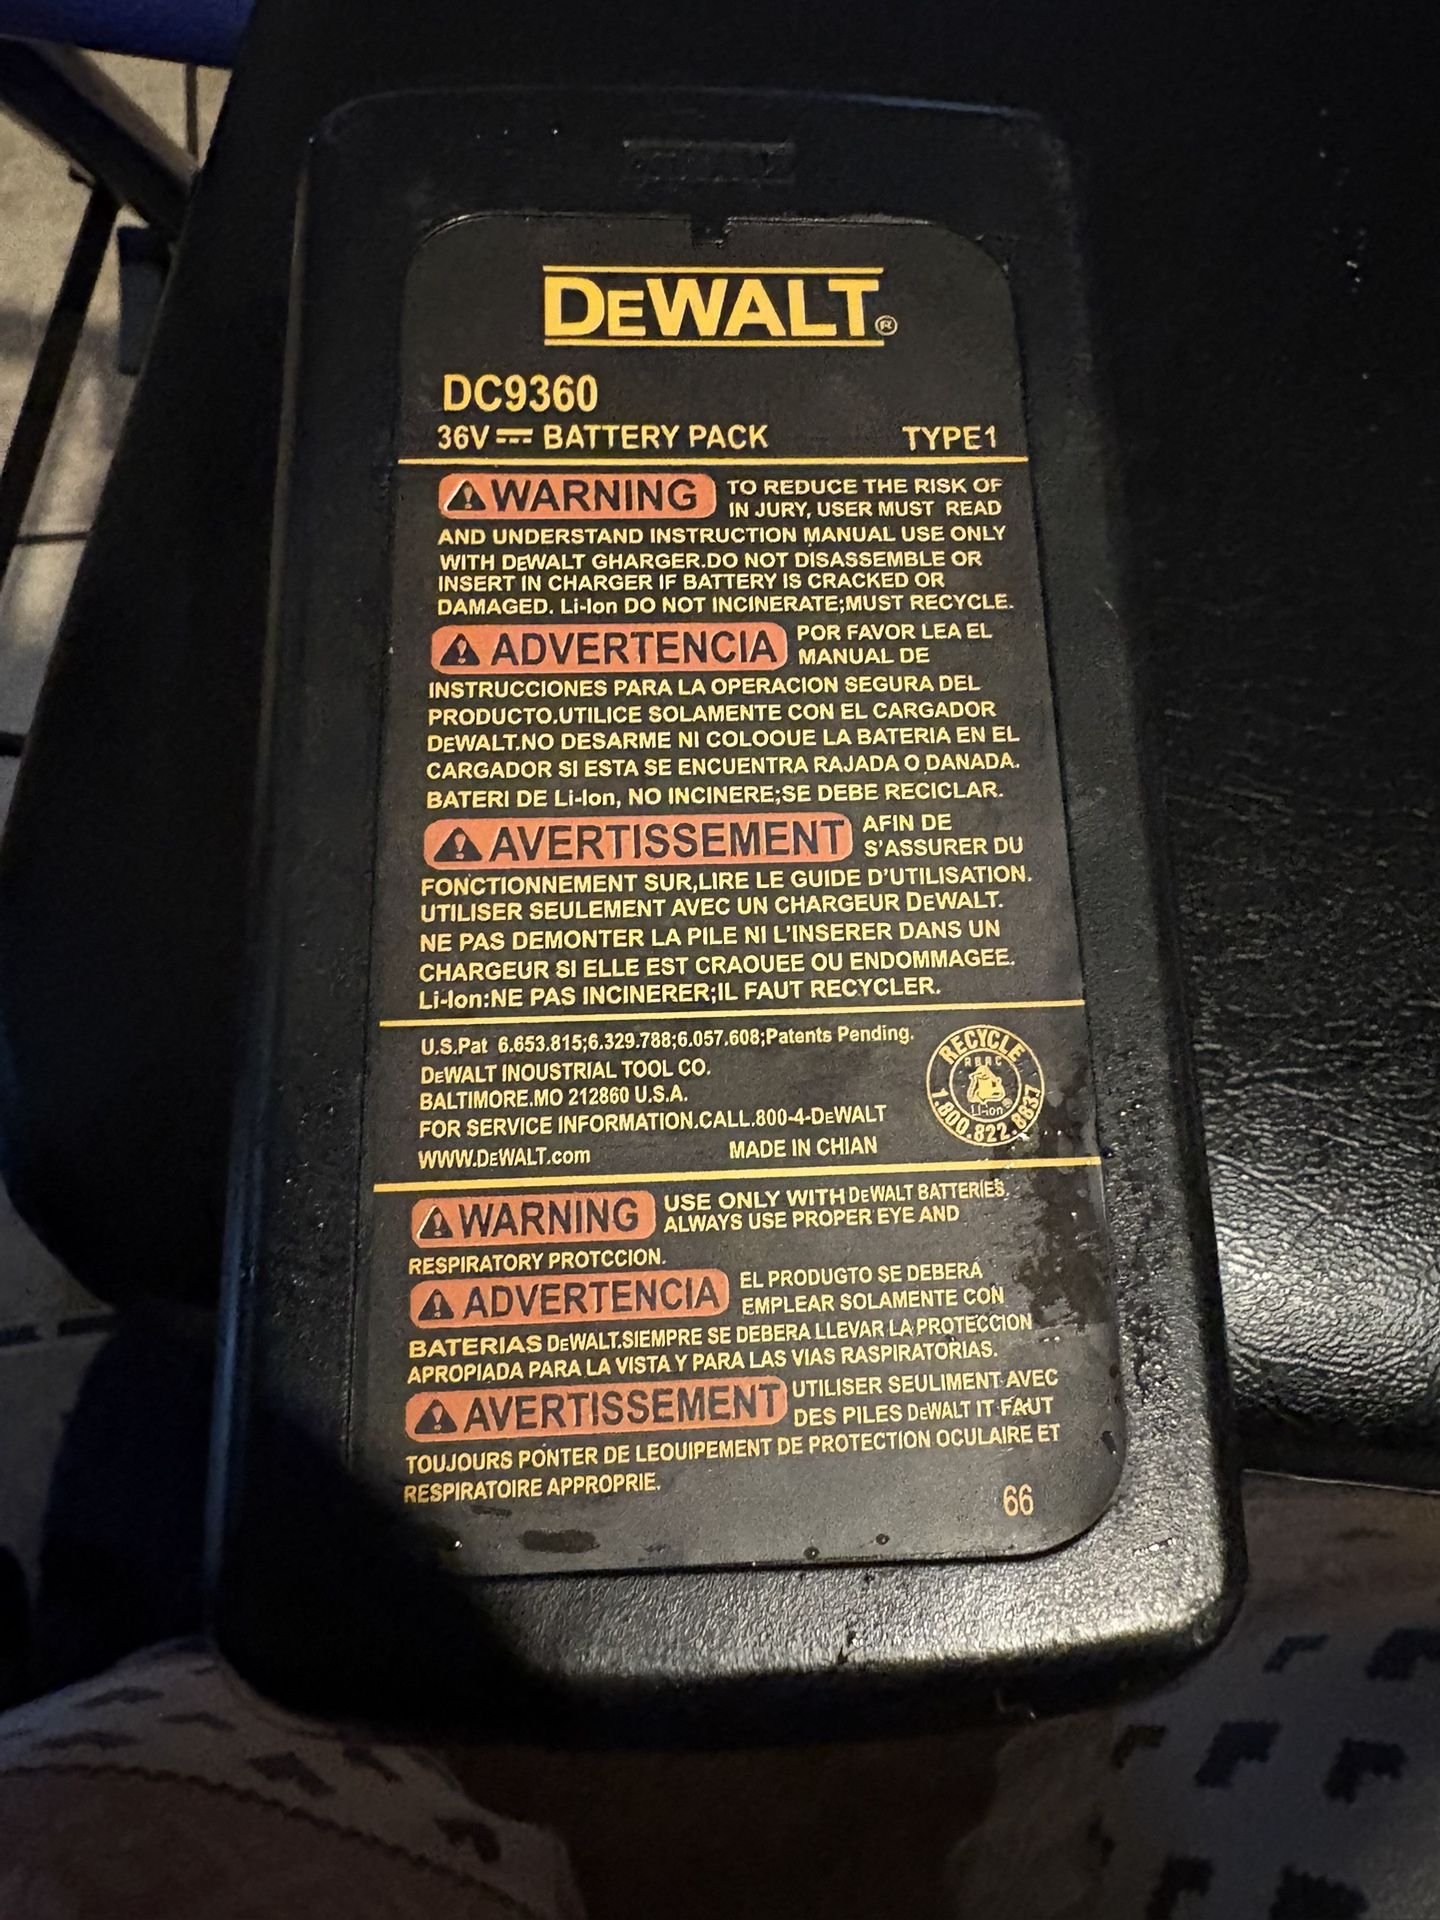 DEWALT®
DC9360
36V BATTERY PACK TYPE1
WARNING TO REDUCE THE RISK OF
IN JURY, USER MUST READ
AND UNDERSTAND INSTRUCTION MANUAL USE ONLY
WITH DEWALT GHARGER.DO NOT DISASSEMBLE OR
INSERT IN CHARGER IF BATTERY IS CRACKED OR
DAMAGED. Li-Ion DO NOT INCINERATE;MUST RECYCLE.
ADVERTENCIA POR FAVOR LEA EL
MANUAL DE
INSTRUCCIONES PARA LA OPERACION SEGURA DEL
PRODUCTO.UTILICE SOLAMENTE CON EL CARGADOR
DEWALT.NO DESARME NI COLOOUE LA BATERIA EN EL
CARGADOR SI ESTA SE ENCUENTRA RAJADA O DANADA.
BATERI DE Li-Ion, NO INCINERE;SE DEBE RECICLAR.
AVERTISSEMENT AFIN DE
S'ASSURER DU
FONCTIONNEMENT SUR,LIRE LE GUIDE D'UTILISATION.
UTILISER SEULEMENT AVEC UN CHARGEUR DEWALT.
NE PAS DEMONTER LA PILE NI L'INSERER DANS UN
CHARGEUR SI ELLE EST CRAOUEE OU ENDOMMAGEE.
Li-Ion:NE PAS INCINERER;IL FAUT RECYCLER.
U.S.Pat 6.653.815;6.329.788;6.057.608;Patents Pending.
DEWALT INOUSTRIAL TOOL CO.
BALTIMORE.MO 212860 U.S.A.
FOR SERVICE INFORMATION.CALL.800-4-DEWALT
WWW.DEWALT.com MADE IN CHIAN
RECYCLE
RBRC
Li-ion®
1.800.822.8837
WARNING USE ONLY WITH DEWALT BATTERIES.
ALWAYS USE PROPER EYE AND
RESPIRATORY PROTCCION.
ADVERTENCIA EL PRODUGTO SE DEBERÁ
EMPLEAR SOLAMENTE CON
BATERIAS DEWALT.SIEMPRE SE DEBERA LLEVAR LA PROTECCION
APROPIADA PARA LA VISTA Y PARA LAS VIAS RASPIRATORIAS.
AVERTISSEMENT UTILISER SEULIMENT AVEC
DES PILES DEWALT IT FAUT
TOUJOURS PONTER DE LEOUIPEMENT DE PROTECTION OCULAIRE ET
RESPIRATOIRE APPROPRIE.
66